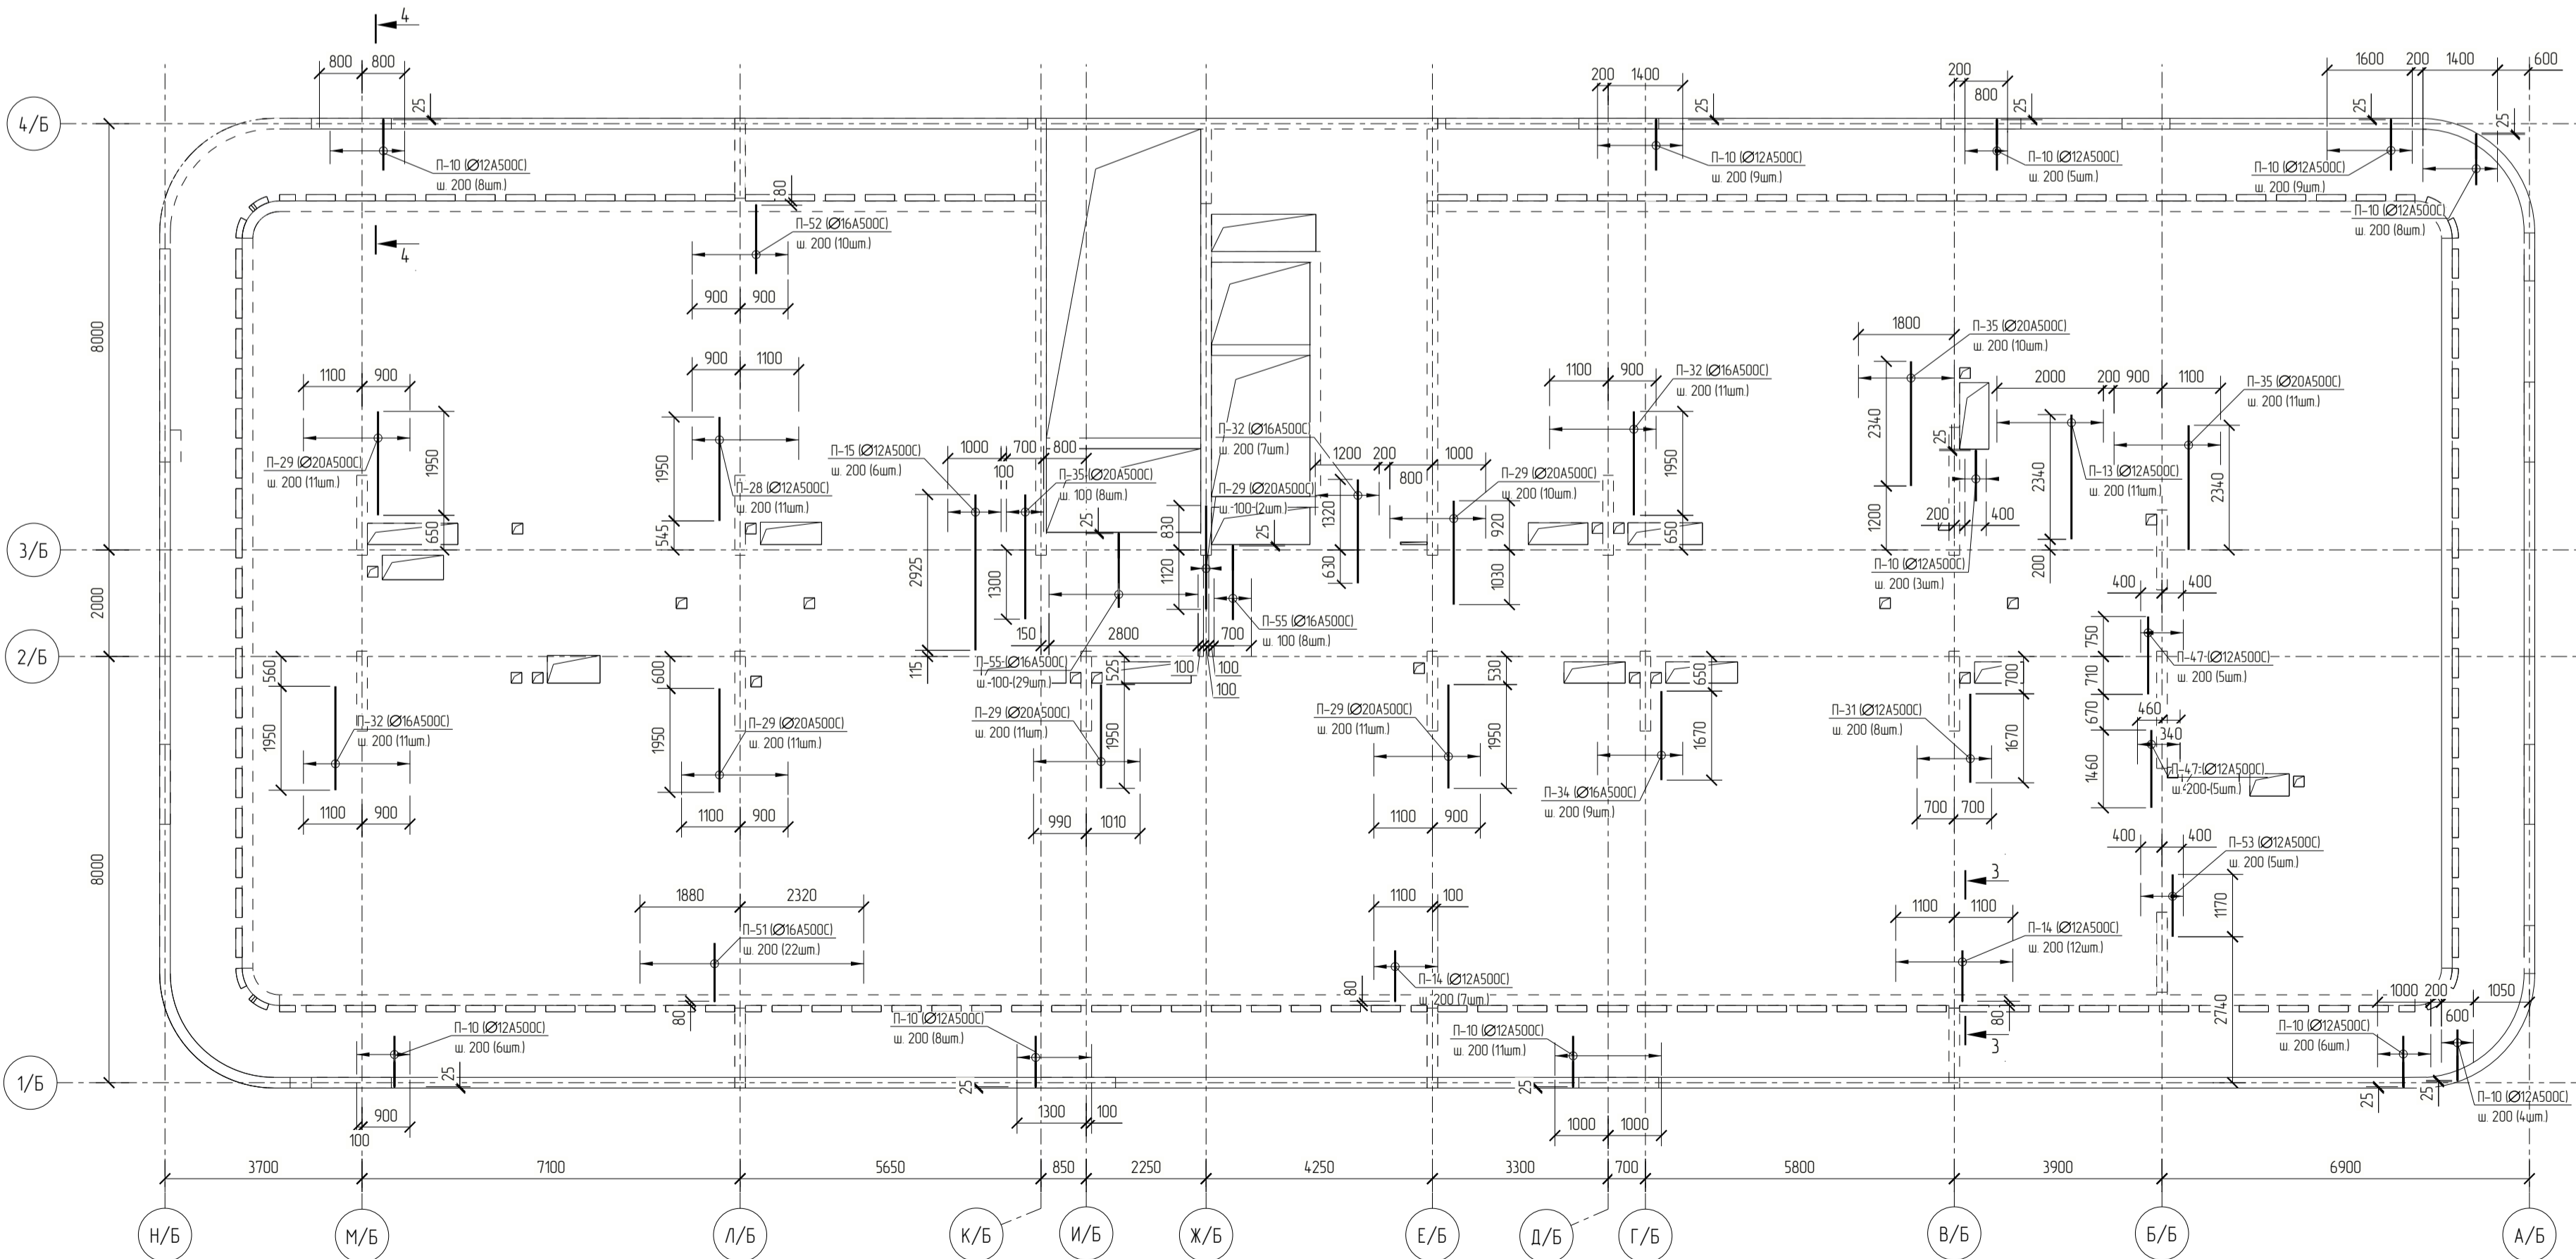 4
800 800
200 1400
200
800
1600 200 1400 600
25
25
25
25
25
4/Б
П-10 (Ø12А500С)
ш. 200 (8шт.)
П-10 (Ø12А500С)
ш. 200 (9шт.)
П-10 (Ø12А500С)
ш. 200 (5шт.)
П-10 (Ø12А500С)
ш. 200 (9шт.)
П-10 (Ø12А500С)
ш. 200 (8шт.)
80
П-52 (Ø16А500С)
ш. 200 (10шт.)
4
900 900
8000
1800
П-35 (Ø20А500С)
ш. 200 (10шт.)
1100 900
900 1100
1100 900
П-32 (Ø16А500С)
ш. 200 (11шт.)
2000 200 900 1100
П-35 (Ø20А500С)
ш. 200 (11шт.)
2340
П-29 (Ø20А500С)
ш. 200 (11шт.)
1950
650
1950
545
П-28 (Ø12А500С)
ш. 200 (11шт.)
П-15 (Ø12А500С)
ш. 200 (6шт.)
1000 700 800
100
П-35 (Ø20А500С)
ш. 100 (8шт.)
П-32 (Ø16А500С)
ш. 200 (7шт.)
П-29 (Ø20А500С)
ш. 100 (2шт.)
1200 200 1000
800
П-29 (Ø20А500С)
ш. 200 (10шт.)
1950
650
25
2340
П-13 (Ø12А500С)
ш. 200 (11шт.)
2340
1200
200 400
200
П-10 (Ø12А500С)
ш. 200 (3шт.)
3/Б
2925
1300
25
830
1120
25
1320
630
920
1030
2000
400 400
750
710
П-47 (Ø12А500С)
ш. 200 (5шт.)
П-55 (Ø16А500С)
ш. 100 (8шт.)
150 2800 700
100 100
100
2/Б
115
П-55 (Ø16А500С)
ш. 100 (29шт.)
560
1950
П-32 (Ø16А500С)
ш. 200 (11шт.)
600
1950
П-29 (Ø20А500С)
ш. 200 (11шт.)
525
1950
П-29 (Ø20А500С)
ш. 200 (11шт.)
530
1950
П-29 (Ø20А500С)
ш. 200 (11шт.)
650
1670
П-34 (Ø16А500С)
ш. 200 (9шт.)
700
1670
П-31 (Ø12А500С)
ш. 200 (8шт.)
670
1460
460
340
П-47 (Ø12А500С)
ш. 200 (5шт.)
1100 900
1100 900
990 1010
1100 900
700 700
400 400
П-53 (Ø12А500С)
ш. 200 (5шт.)
8000
1170
2740
3
1880 2320
П-51 (Ø16А500С)
ш. 200 (22шт.)
1100 100
П-14 (Ø12А500С)
ш. 200 (7шт.)
80
1100 1100
П-14 (Ø12А500С)
ш. 200 (12шт.)
80
80
3
1000 200 1050
600
П-10 (Ø12А500С)
ш. 200 (6шт.)
П-10 (Ø12А500С)
ш. 200 (8шт.)
П-10 (Ø12А500С)
ш. 200 (11шт.)
П-10 (Ø12А500С)
ш. 200 (6шт.)
П-10 (Ø12А500С)
ш. 200 (4шт.)
1/Б
25
25
25
25
25
900
100
1300 100
1000 1000
3700 7100 5650 850 2250 4250 3300 700 5800 3900 6900
Н/Б М/Б Л/Б К/Б И/Б Ж/Б Е/Б Д/Б Г/Б В/Б Б/Б А/Б